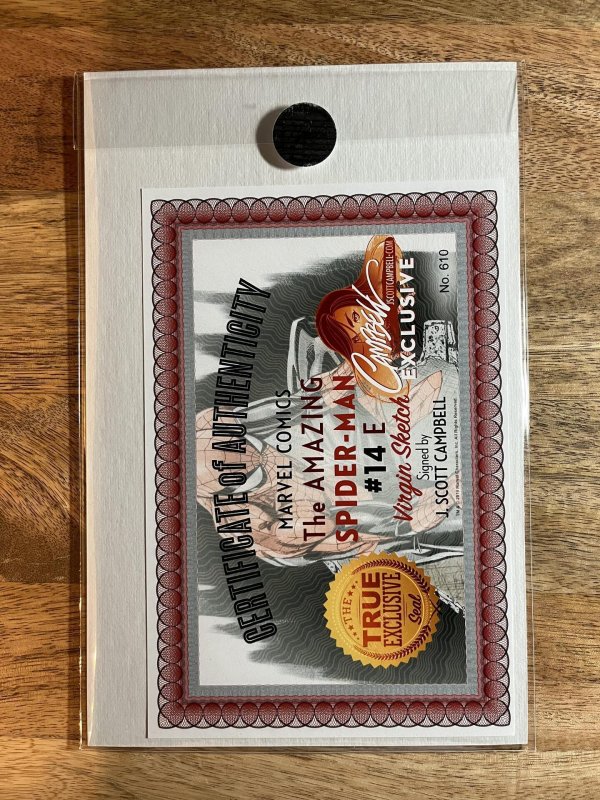 CERTIFICATE of AUTHENTICITY
MARVEL COMICS
The AMAZING
SPIDER-MAN
#14 E
Virgin Sketch
Signed by
J. SCOTT CAMPBELL
THE
TRUE
EXCLUSIVE
Seal
CAMPBELL
JSCOTTCAMPBELL.COM
EXCLUSIVE
No. 610